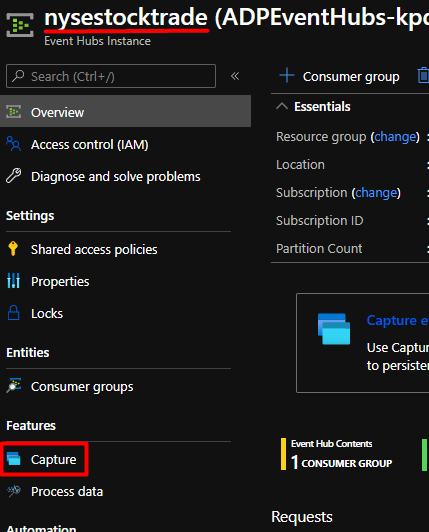 nysestocktrade (ADPEventHubs-kpc
Event Hubs Instance
Search (Ctrl+/)
«
Overview
Access control (IAM)
Diagnose and solve problems
Settings
Shared access policies
Properties
Locks
Entities
Consumer groups
Features
Capture
Process data
Automation
+ Consumer group
Essentials
Resource group (change) :
Location :
Subscription (change) :
Subscription ID :
Partition Count :
Capture e
Use Captur
to persister
Event Hub Contents
1 CONSUMER GROUP
Requests